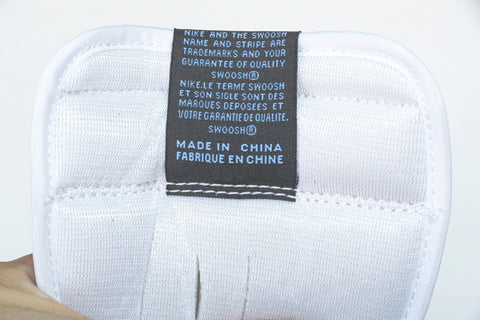 NIKE AND THE SWOOSH
NAME AND STRIPE ARE
TRADEMARKS AND YOUR
GUARANTEE OF QUALITY
SWOOSH®
NIKE.LE TERME SWOOSH
ET SON SIGLE SONT DES
MARQUES DEPOSEES ET
VOTRE GARANTIE DE QUALITE.
SWOOSH®
MADE IN CHINA
FABRIQUE EN CHINE